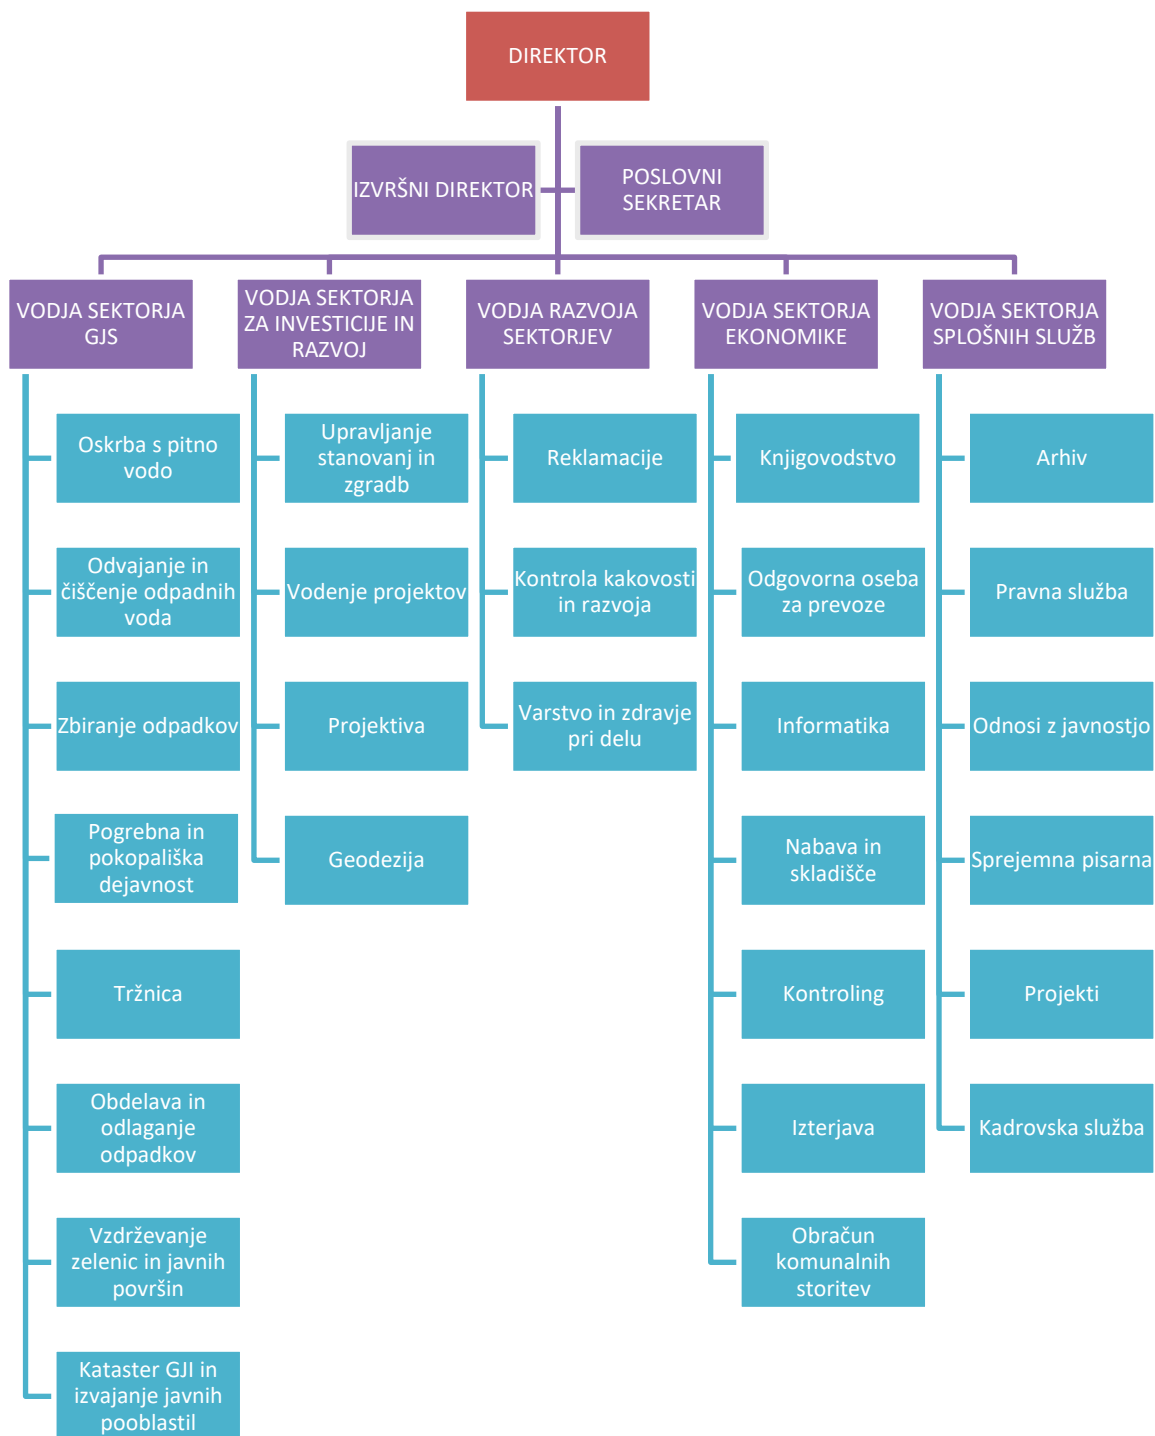 DIREKTOR
IZVRŠNI DIREKTOR
POSLOVNI
SEKRETAR
VODJA SEKTORJA
GJS
VODJA SEKTORJA
ZA INVESTICIJE IN
RAZVOJ
VODJA RAZVOJA
SEKTORJEV
VODJA SEKTORJA
EKONOMIKE
VODJA SEKTORJA
SPLOŠNIH SLUŽB
Oskrba s pitno
vodo
Odvajanje in
čiščenje odpadnih
voda
Zbiranje odpadkov
Pogrebna in
pokopališka
dejavnost
Tržnica
Obdelava in
odlaganje
odpadkov
Vzdrževanje
zelenic in javnih
površin
Kataster GJI in
izvajanje javnih
pooblastil
Upravljanje
stanovanj in
zgradb
Vodenje projektov
Projektiva
Geodezija
Reklamacije
Kontrola kakovosti
in razvoja
Varstvo in zdravje
pri delu
Knjigovodstvo
Odgovorna oseba
za prevoze
Informatika
Nabava in
skladišče
Kontroling
Izterjava
Obračun
komunalnih
storitev
Arhiv
Pravna služba
Odnosi z javnostjo
Sprejemna pisarna
Projekti
Kadrovska služba